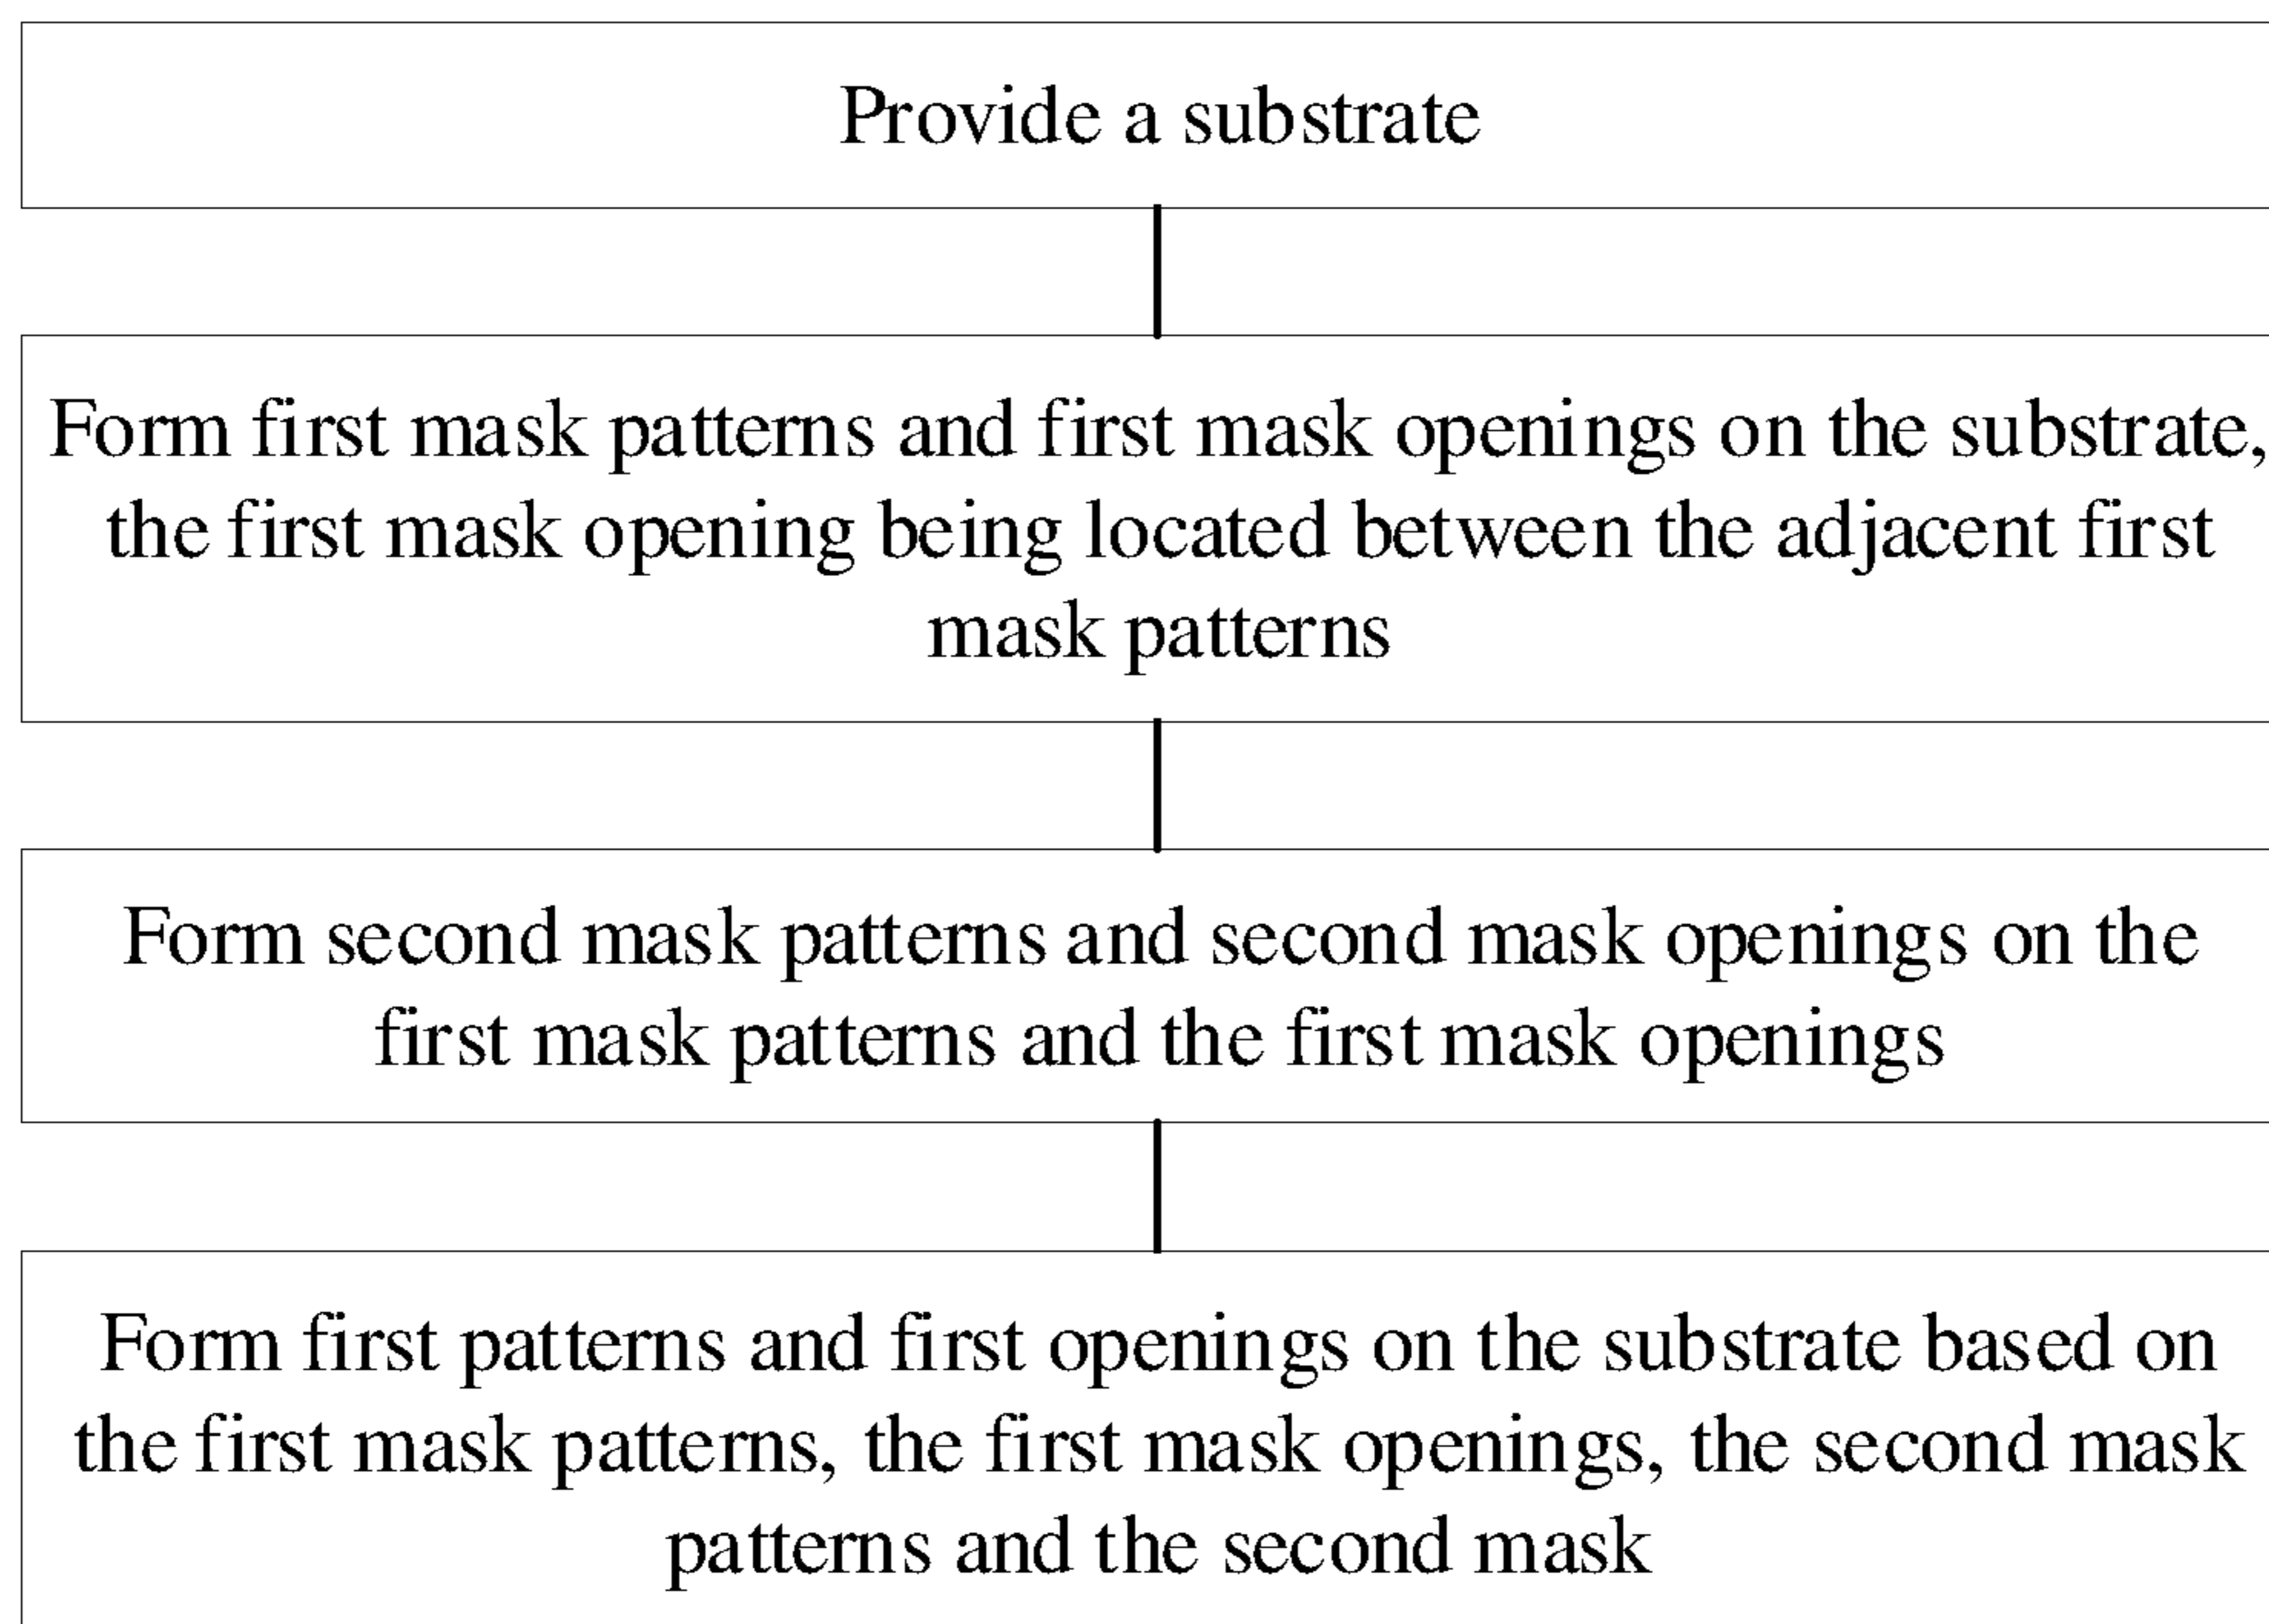 Provide a substrate
Form first mask patterns and first mask openings on the substrate,
the first mask opening being located between the adjacent first
mask patterns
Form second mask patterns and second mask openings on the
first mask patterns and the first mask openings
Form first patterns and first openings on the substrate based on
the first mask patterns, the first mask openings, the second mask
patterns and the second mask